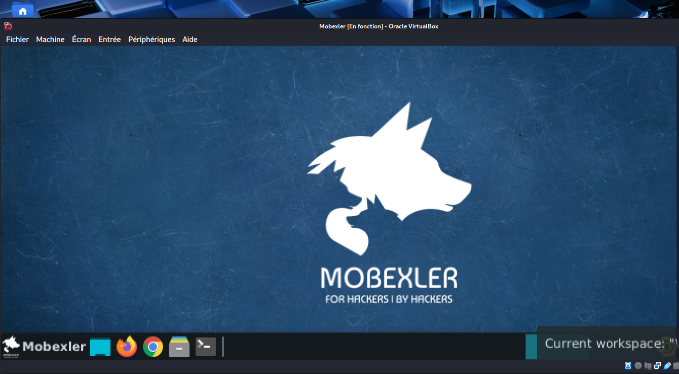 Mobexler [En fonction] - Oracle VirtualBox
Fichier Machine Écran Entrée Périphériques Aide
MOBEXLER
FOR HACKERS | BY HACKERS
Mobexler
Current workspace: "